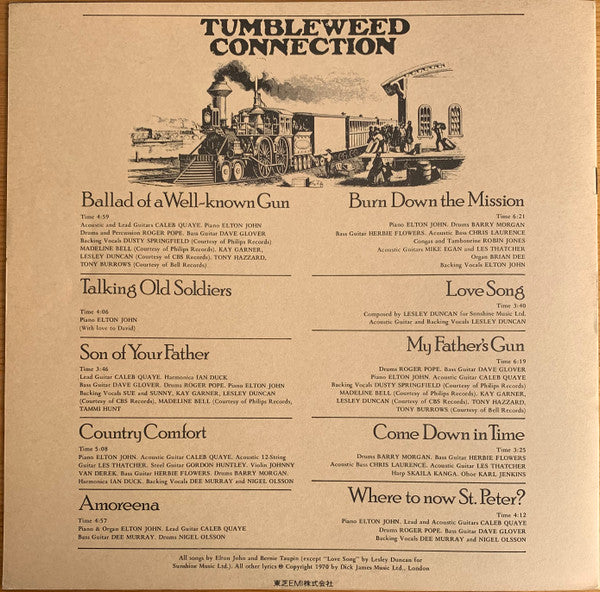 TUMBLEWEED
CONNECTION
Ballad of a Well-known Gun
Time 4:59
Acoustic and Lead Guitars CALEB QUAYE. Piano ELTON JOHN
Drums and Percussion ROGER POPE. Bass Guitar DAVE GLOVER
Backing Vocals DUSTY SPRINGFIELD (Courtesy of Philips Records)
MADELINE BELL (Courtesy of Philips Records), KAY GARNER,
LESLEY DUNCAN (Courtesy of CBS Records), TONY HAZZARD,
TONY BURROWS (Courtesy of Bell Records)
Talking Old Soldiers
Time 4:06
Piano ELTON JOHN
(With love to David)
Son of Your Father
Time 3:46
Lead Guitar CALEB QUAYE. Harmonica IAN DUCK
Bass Guitar DAVE GLOVER. Drums ROGER POPE. Piano ELTON JOHN
Backing Vocals SUE and SUNNY, KAY GARNER, LESLEY DUNCAN
(Courtesy of CBS Records), MADELINE BELL (Courtesy of Philips Records,
TAMMI HUNT
Country Comfort
Time 5:08
Piano ELTON JOHN. Acoustic Guitar CALEB QUAYE. Acoustic 12-String
Guitar LES THATCHER. Steel Guitar GORDON HUNTLEY. Violin JOHNNY
VAN DEREK. Bass Guitar HERBIE FLOWERS. Drums BARRY MORGAN.
Harmonica IAN DUCK. Backing Vocals DEE MURRAY and NIGEL OLSSON
Amoreena
Time 4:57
Piano & Organ ELTON JOHN. Lead Guitar CALEB QUAYE
Bass Guitar DEE MURRAY. Drums NIGEL OLSSON
Burn Down the Mission
Time 6:21
Piano ELTON JOHN. Drums BARRY MORGAN
Bass Guitar HERBIE FLOWERS. Acoustic Bass CHRIS LAURENCE
Congas and Tambourine ROBIN JONES
Acoustic Guitars MIKE EGAN and LES THATCHER
Organ BRIAN DEE
Backing Vocals ELTON JOHN
Love Song
Time 3:40
Composed by LESLEY DUNCAN for Sunshine Music Ltd.
Acoustic Guitar and Backing Vocals LESLEY DUNCAN
My Father's Gun
Time 6:19
Drums ROGER POPE. Bass Guitar DAVE GLOVER
Piano ELTON JOHN. Acoustic Guitar CALEB QUAYE
Backing Vocals DUSTY SPRINGFIELD (Courtesy of Philips Records)
MADELINE BELL (Courtesy of Philips Records), KAY GARNER,
LESLEY DUNCAN (Courtesy of CBS Records), TONY HAZZARD,
TONY BURROWS (Courtesy of Bell Records)
Come Down in Time
Time 3:25
Drums BARRY MORGAN. Bass Guitar HERBIE FLOWERS
Acoustic Bass CHRIS LAURENCE. Acoustic Guitar LES THATCHER
Harp SKAILA KANGA. Oboe KARL JENKINS
Where to now St. Peter?
Time 4:12
Piano ELTON JOHN. Lead and Acoustic Guitars CALEB QUAYE
Drums ROGER POPE. Bass Guitar DAVE GLOVER
Backing Vocals DEE MURRAY and NIGEL OLSSON
All songs by Elton John and Bernie Taupin (except "Love Song" by Lesley Duncan for
Sunshine Music Ltd.). All other lyrics © Copyright 1970 by Dick James Music Ltd., London
東芝EMI株式会社